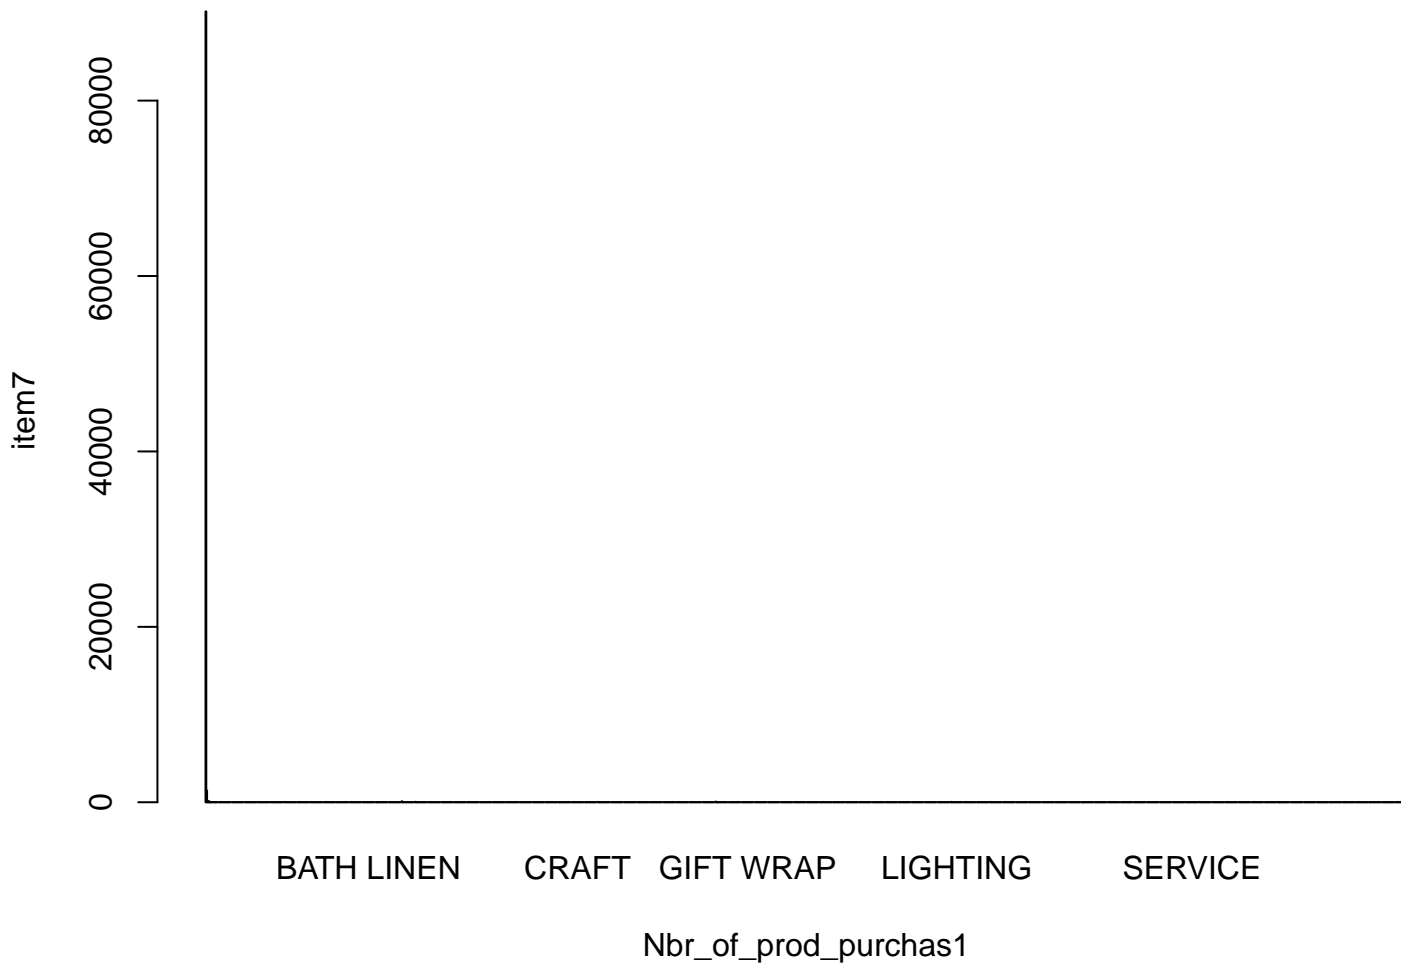 80000
60000
40000
20000
0
item7
BATH LINEN CRAFT GIFT WRAP LIGHTING SERVICE
Nbr_of_prod_purchas1